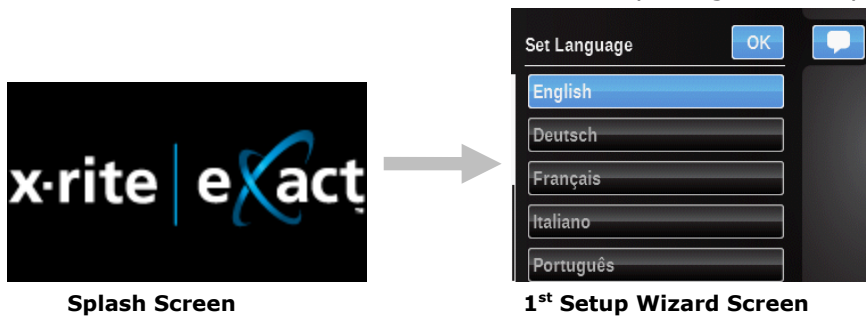 Set Language
OK
English
Deutsch
Français
Italiano
Português
x·rite | eXact
Splash Screen
1st Setup Wizard Screen